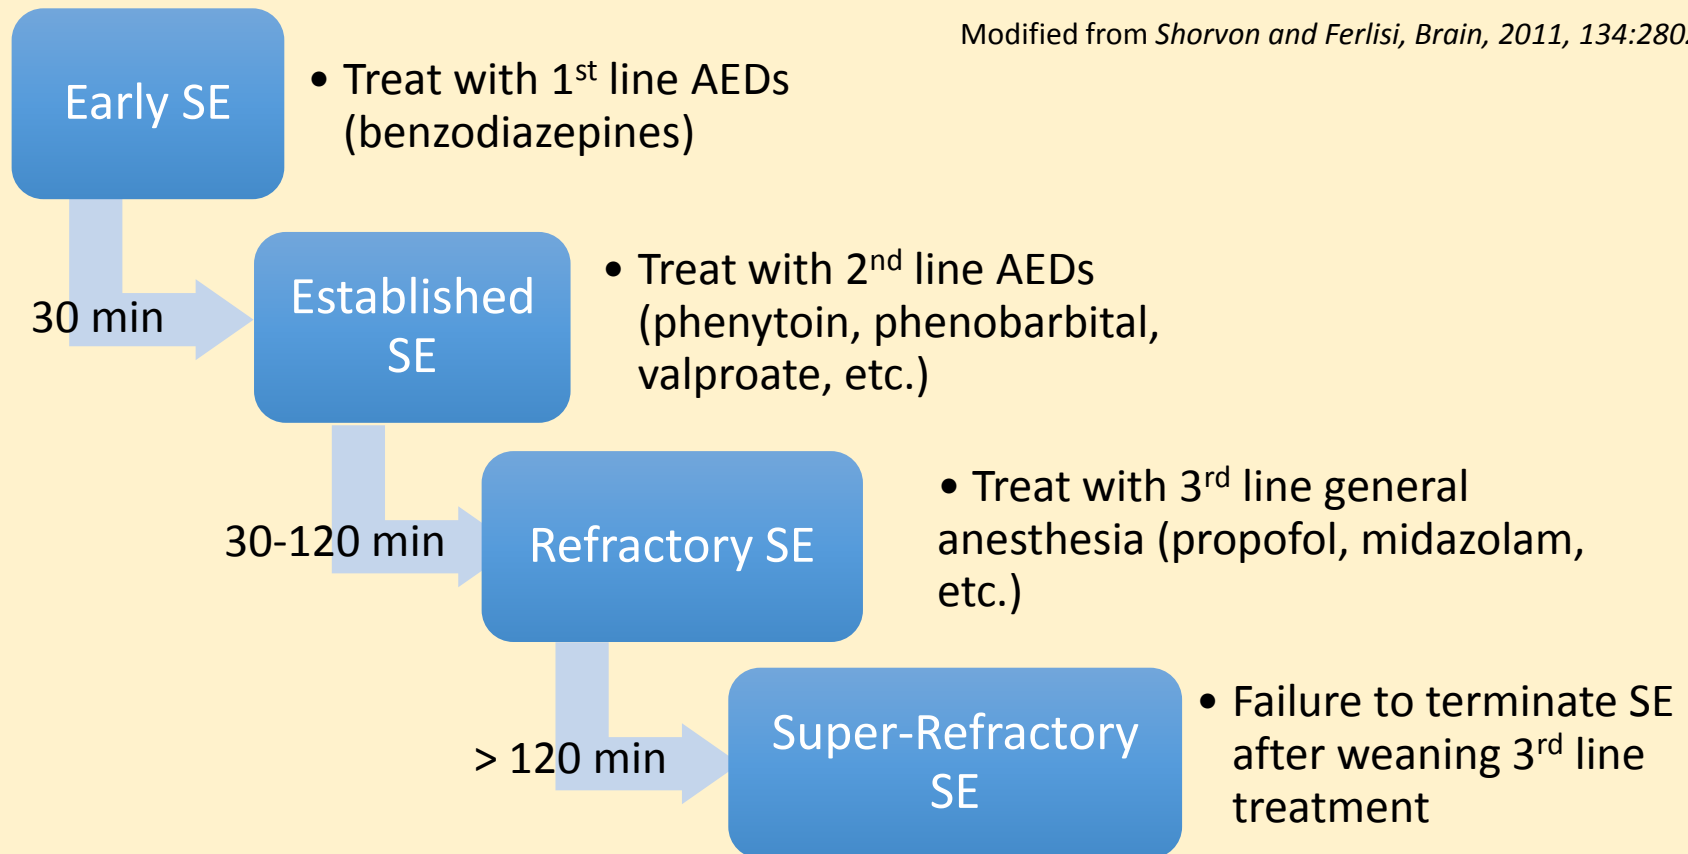 Modified from Shorvon and Ferlisi, Brain, 2011, 134:280
Early SE
• Treat with 1st line AEDs
(benzodiazepines)
30 min
Established
SE
• Treat with 2nd line AEDs
(phenytoin, phenobarbital,
valproate, etc.)
30-120 min
Refractory SE
• Treat with 3rd line general
anesthesia (propofol, midazolam,
etc.)
> 120 min
Super-Refractory
SE
• Failure to terminate SE
after weaning 3rd line
treatment